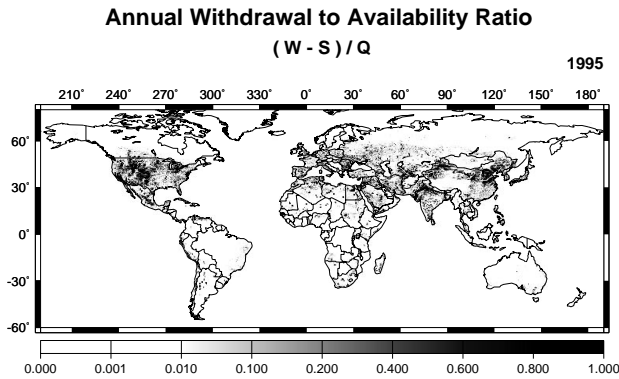 Annual Withdrawal to Availability Ratio
( W - S ) / Q
1995
210˚ 240˚ 270˚ 300˚ 330˚ 0˚ 30˚ 60˚ 90˚ 120˚ 150˚ 180˚
60˚
30˚
0˚
-30˚
-60˚
0.000 0.001 0.010 0.100 0.200 0.400 0.600 0.800 1.000